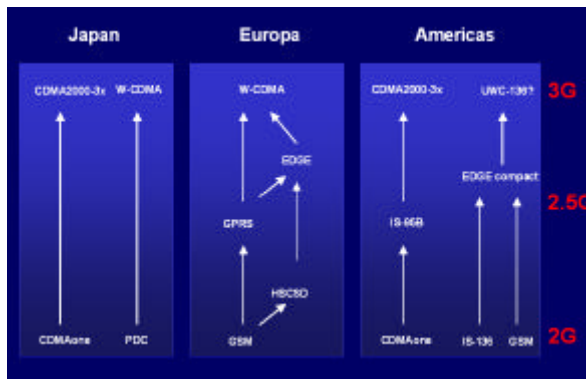 Japan Europa Americas
CDMA2000-3x W-CDMA W-CDMA CDMA2000-3x UWC-136? 3G
EDGE
EDGE compact
2.5G
GPRS IS-95B
HSCSD
CDMAone PDC GSM CDMAone IS-136 GSM 2G